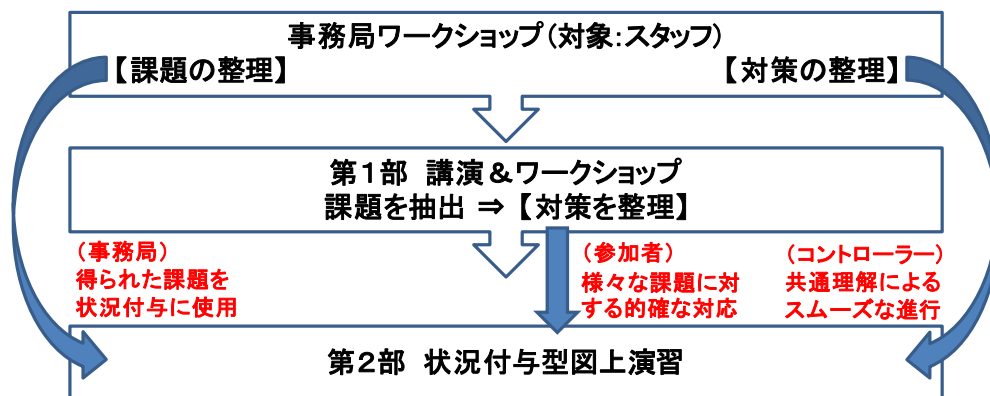 事務局ワークショップ(対象:スタッフ)
【課題の整理】
【対策の整理】
第1部 講演&ワークショップ
課題を抽出 ⇒ 【対策を整理】
(事務局)
得られた課題を
状況付与に使用
(参加者)
様々な課題に対
する的確な対応
(コントローラー)
共通理解による
スムーズな進行
第2部 状況付与型図上演習